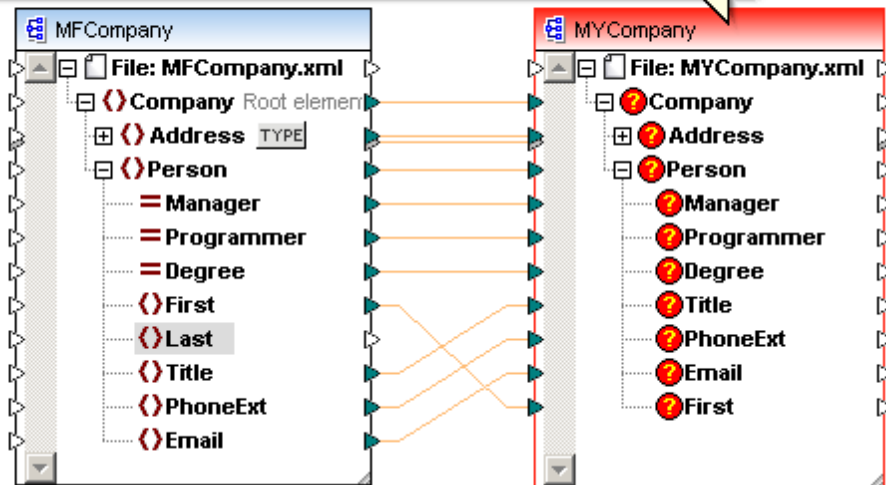 MFCompany
File: MFCompany.xml
Company Root element
Address TYPE
Person
Manager
Programmer
Degree
First
Last
Title
PhoneExt
Email
MYCompany
File: MYCompany.xml
Company
Address
Person
Manager
Programmer
Degree
Title
PhoneExt
Email
First